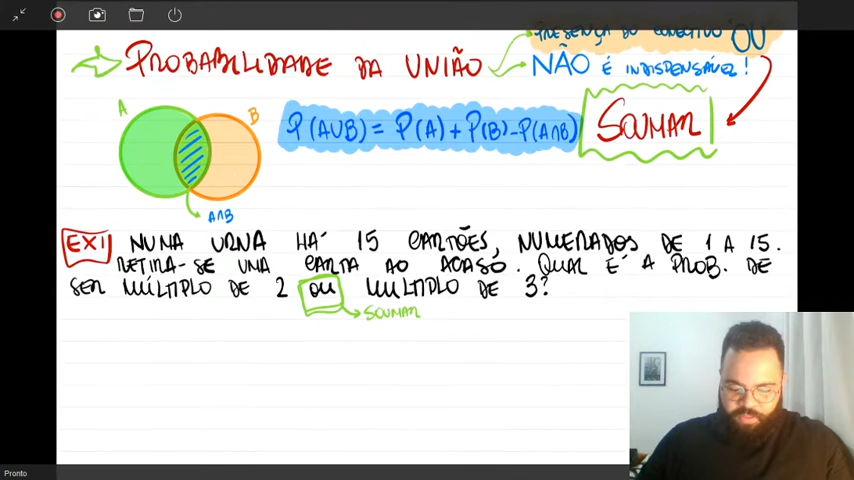 PRESENÇA DO CONECTIVO "OU"
PROBABILIDADE DA UNIÃO
NÃO É INDISPENSÁVEL!
A
B
P(A∪B) = P(A) + P(B) - P(A∩B)
SOMAR
A∩B
EX1 NUMA URNA HÁ 15 CARTÕES, NUMERADOS DE 1 A 15.
RETIRA-SE UMA CARTA AO ACASO. QUAL É A PROB. DE
SER MÚLTIPLO DE 2 OU MÚLTIPLO DE 3?
SOMAR
Pronto